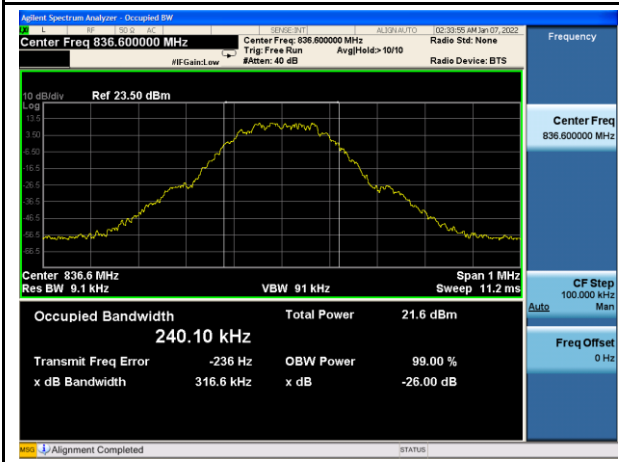 Agilent Spectrum Analyzer - Occupied BW
L RF 50 Ω AC SENSE:INT ALIGNAUTO 02:33:55 AM Jan 07, 2022
Center Freq 836.600000 MHz Center Freq: 836.600000 MHz Radio Std: None Frequency
Trig: Free Run Avg|Hold:> 10/10
#IFGain:Low #Atten: 40 dB Radio Device: BTS
10 dB/div Ref 23.50 dBm
Log
13.5
3.50
-6.50
-16.5
-26.5
-36.5
-46.5
-56.5
-66.5
Center Freq
836.600000 MHz
Center 836.6 MHz Span 1 MHz
Res BW 9.1 kHz VBW 91 kHz Sweep 11.2 ms
CF Step
100.000 kHz
Auto Man
Occupied Bandwidth Total Power 21.6 dBm
240.10 kHz
Transmit Freq Error -236 Hz OBW Power 99.00 %
x dB Bandwidth 316.6 kHz x dB -26.00 dB
Freq Offset
0 Hz
MSG Alignment Completed STATUS